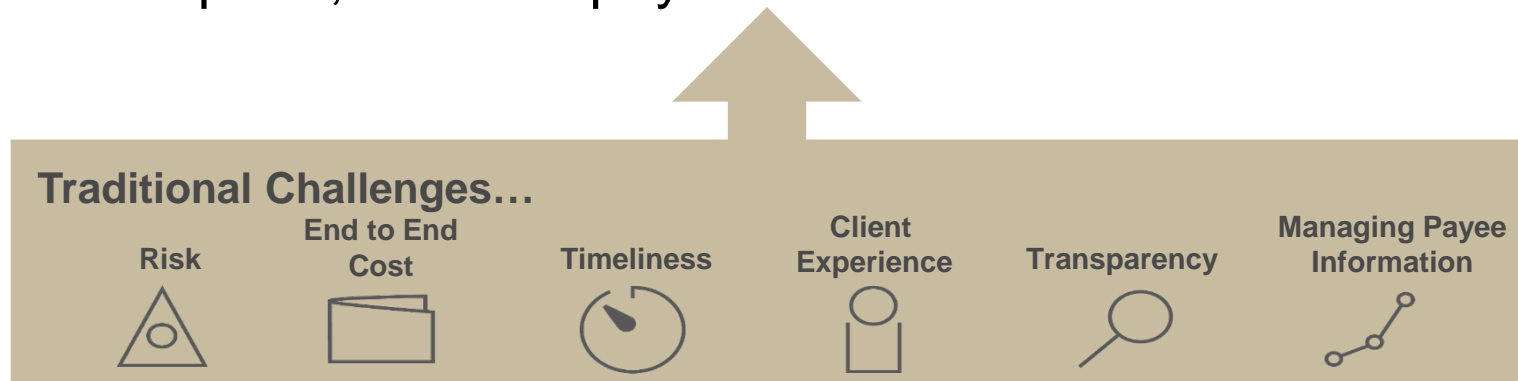 Traditional Challenges…
Risk
End to End
Cost
Timeliness
Client
Experience
Transparency
Managing Payee
Information